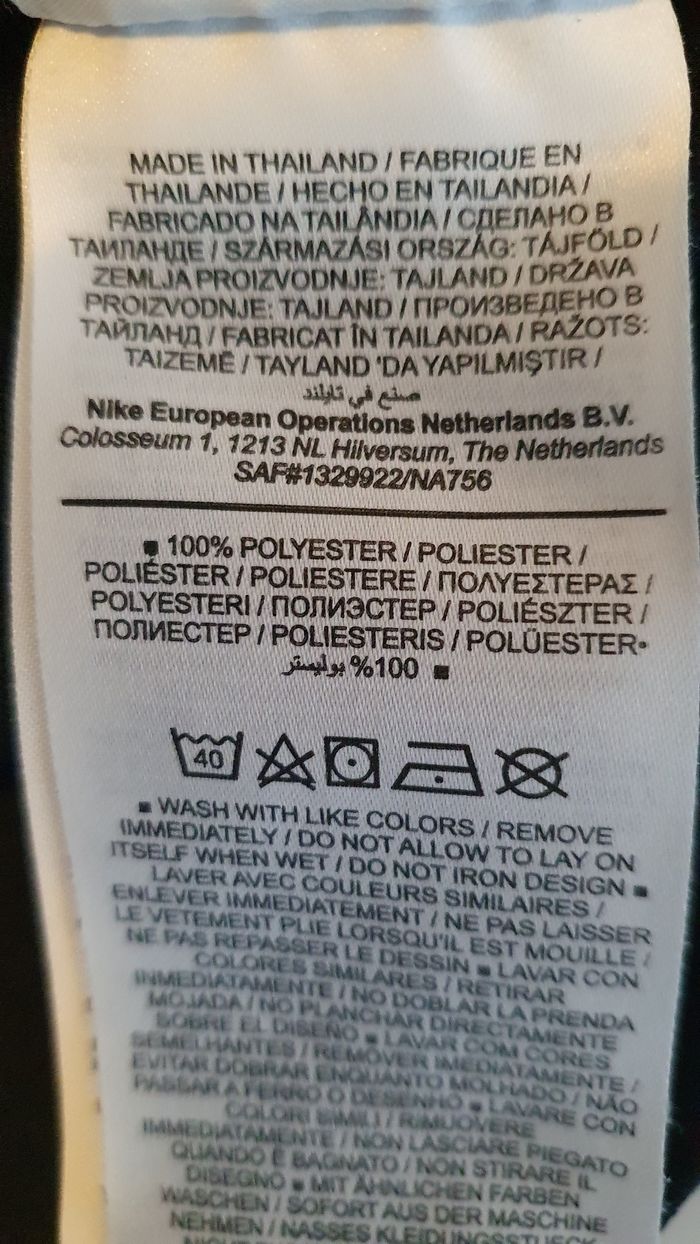 MADE IN THAILAND / FABRIQUE EN
THAILANDE / HECHO EN TAILANDIA /
FABRICADO NA TAILÂNDIA / СДЕЛАНО В
ТАИЛАНДЕ / SZÁRMAZÁSI ORSZÁG: TÁJFÖLD /
ZEMLJA PROIZVODNJE: TAJLAND / DRŽAVA
PROIZVODNJE: TAJLAND / ПРОИЗВЕДЕНО В
ТАЙЛАНД / FABRICAT ÎN TAILANDA / RAŽOTS:
TAIZEMĒ / TAYLAND 'DA YAPILMIŞTIR /
صنع في تايلند
Nike European Operations Netherlands B.V.
Colosseum 1, 1213 NL Hilversum, The Netherlands
SAF#1329922/NA756
■ 100% POLYESTER / POLIESTER /
POLIÉSTER / POLIESTERE / ΠΟΛΥΕΣΤΕΡΑΣ /
POLYESTERI / ПОЛИЭСТЕР / POLIÉSZTER /
ПОЛИЕСТЕР / POLIESTERIS / POLÜESTER•
100% بوليستر ■
40
■ WASH WITH LIKE COLORS / REMOVE
IMMEDIATELY / DO NOT ALLOW TO LAY ON
ITSELF WHEN WET / DO NOT IRON DESIGN ■
LAVER AVEC COULEURS SIMILAIRES /
ENLEVER IMMEDIATEMENT / NE PAS LAISSER
LE VETEMENT PLIE LORSQU'IL EST MOUILLE /
NE PAS REPASSER LE DESSIN ■ LAVAR CON
COLORES SIMILARES / RETIRAR
INMEDIATAMENTE / NO DOBLAR LA PRENDA
MOJADA / NO PLANCHAR DIRECTAMENTE
SOBRE EL DISEÑO ■ LAVAR COM CORES
SEMELHANTES / REMOVER IMEDIATAMENTE /
EVITAR DOBRAR ENQUANTO MOLHADO / NÃO
PASSAR A FERRO O DESENHO ■ LAVARE CON
COLORI SIMILI / RIMUOVERE
IMMEDIATAMENTE / NON LASCIARE PIEGATO
QUANDO È BAGNATO / NON STIRARE IL
DISEGNO ■ MIT ÄHNLICHEN FARBEN
WASCHEN / SOFORT AUS DER MASCHINE
NEHMEN / NASSES KLEIDUNGSSTUECK